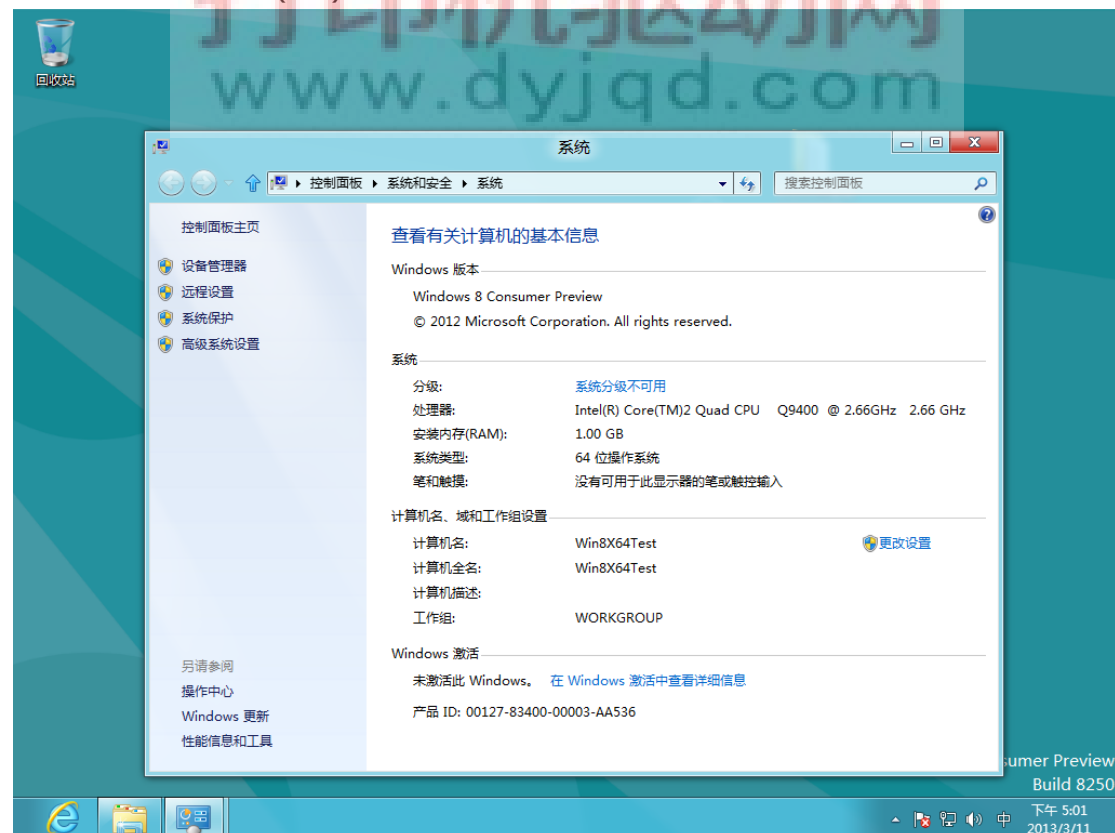 打印机驱动网
www.dyjqd.com
回收站
系统
控制面板 系统和安全 系统
搜索控制面板
控制面板主页
设备管理器
远程设置
系统保护
高级系统设置
查看有关计算机的基本信息
Windows 版本
Windows 8 Consumer Preview
© 2012 Microsoft Corporation. All rights reserved.
系统
分级: 系统分级不可用
处理器: Intel(R) Core(TM)2 Quad CPU Q9400 @ 2.66GHz 2.66 GHz
安装内存(RAM): 1.00 GB
系统类型: 64 位操作系统
笔和触摸: 没有可用于此显示器的笔或触控输入
计算机名、域和工作组设置
计算机名: Win8X64Test 更改设置
计算机全名: Win8X64Test
计算机描述:
工作组: WORKGROUP
Windows 激活
未激活此 Windows。 在 Windows 激活中查看详细信息
产品 ID: 00127-83400-00003-AA536
另请参阅
操作中心
Windows 更新
性能信息和工具
sumer Preview
Build 8250
中
下午 5:01
2013/3/11